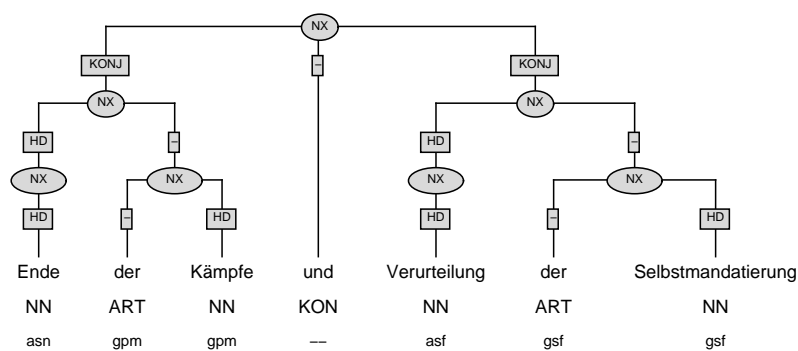 NX
KONJ – KONJ
NX NX
HD – HD –
NX NX NX NX
HD – HD HD – HD
Ende der Kämpfe und Verurteilung der Selbstmandatierung
NN ART NN KON NN ART NN
asn gpm gpm –– asf gsf gsf